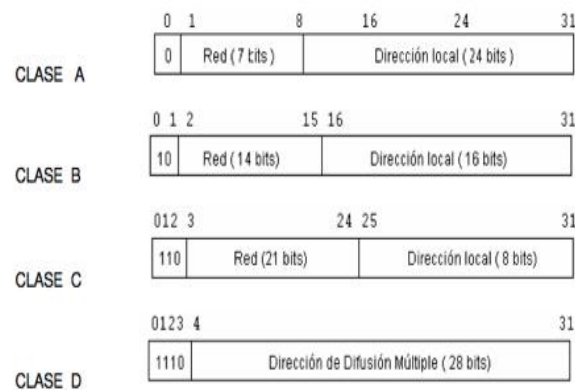 0 1 8 16 24 31
0 Red ( 7 bits ) Dirección local ( 24 bits )
CLASE A
0 1 2 15 16 31
10 Red ( 14 bits) Dirección local ( 16 bits)
CLASE B
012 3 24 25 31
110 Red (21 bits) Dirección local ( 8 bits)
CLASE C
0123 4 31
1110 Dirección de Difusión Múltiple ( 28 bits)
CLASE D